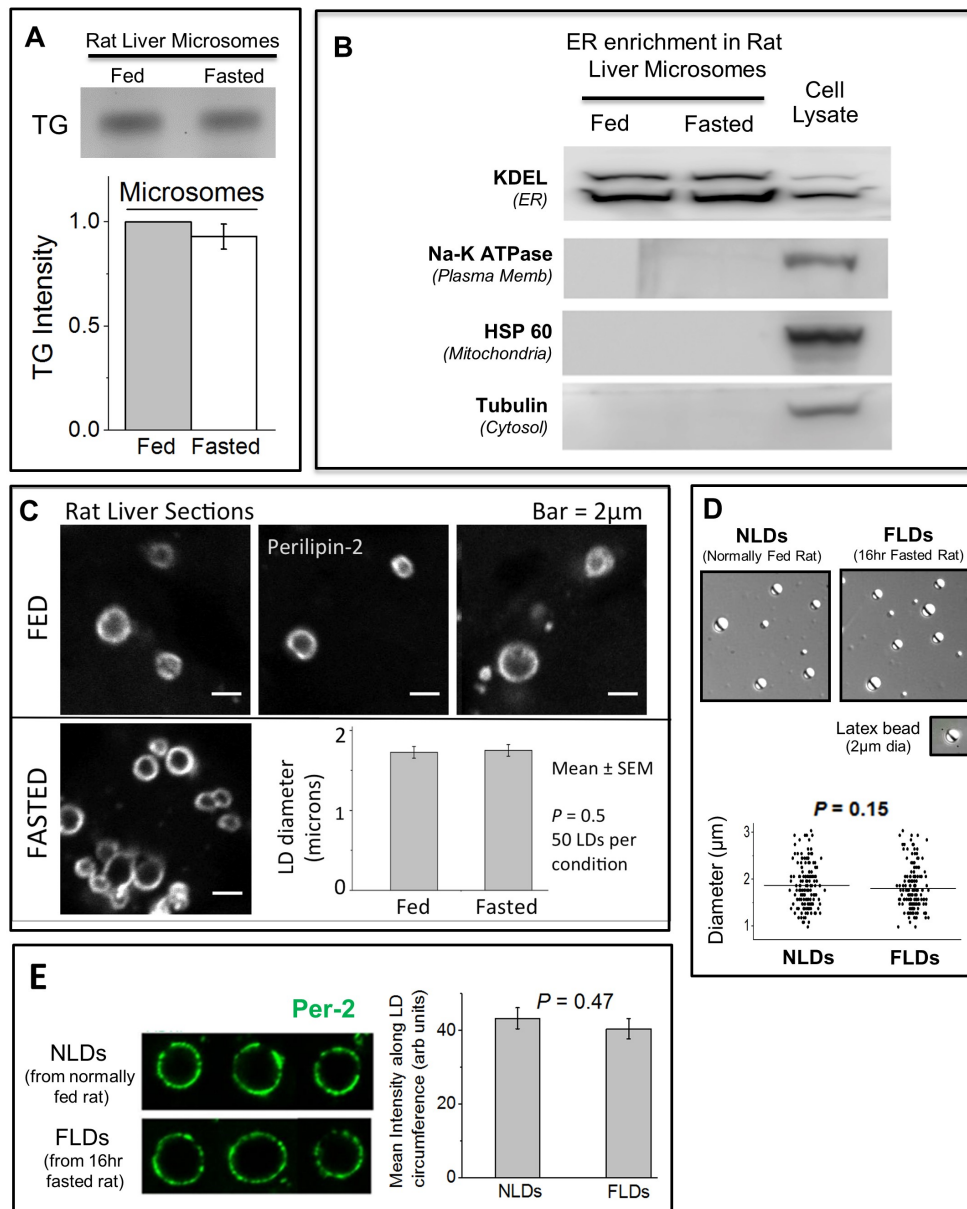 A
Rat Liver Microsomes
Fed Fasted
TG
Microsomes
TG Intensity
1.0
0.5
0.0
Fed Fasted
B
ER enrichment in Rat
Liver Microsomes
Cell
Lysate
Fed Fasted
KDEL
(ER)
Na-K ATPase
(Plasma Memb)
HSP 60
(Mitochondria)
Tubulin
(Cytosol)
C Rat Liver Sections Bar = 2μm
Perilipin-2
FED
FASTED
LD diameter
(microns)
2
1
0
Fed Fasted
Mean ± SEM
P = 0.5
50 LDs per
condition
D
NLDs
(Normally Fed Rat)
FLDs
(16hr Fasted Rat)
Latex bead
(2μm dia)
P = 0.15
Diameter (μm)
3
2
1
NLDs FLDs
E
Per-2
NLDs
(from normally
fed rat)
FLDs
(from 16hr
fasted rat)
Mean Intensity along LD
circumference (arb units)
40
20
0
P = 0.47
NLDs FLDs